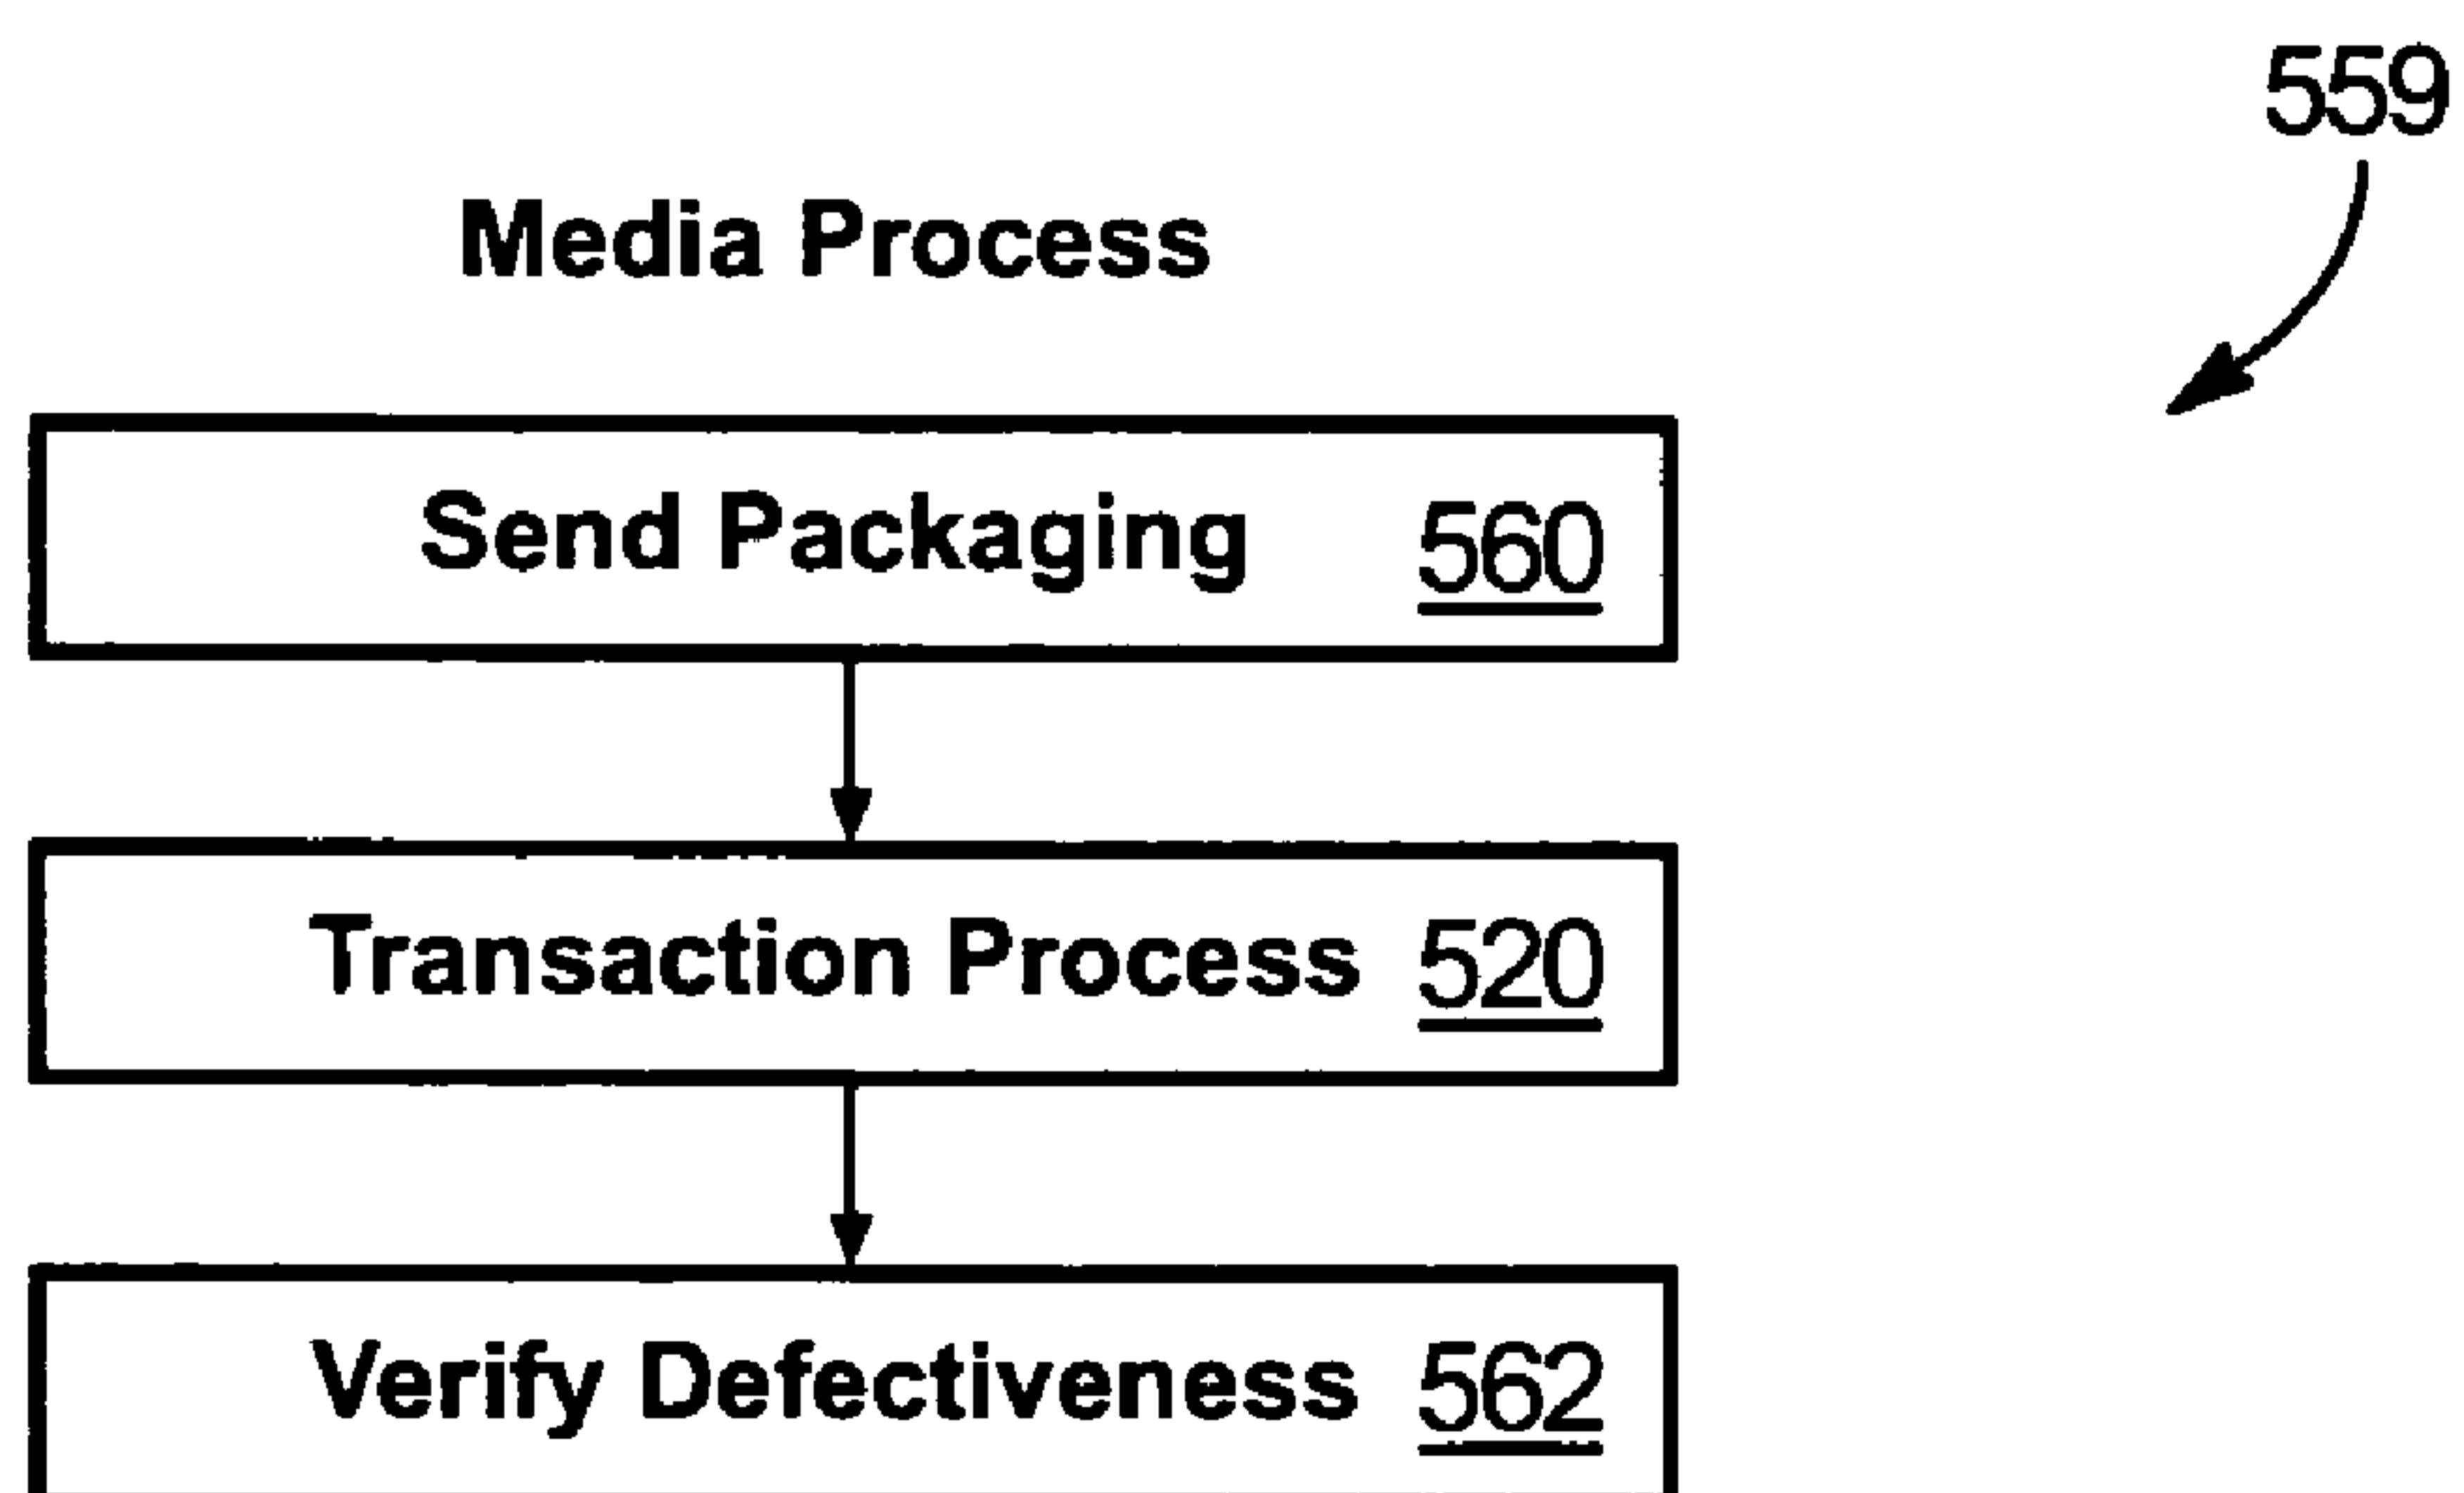 559
Media Process
Send Packaging 560
Transaction Process 520
Verify Defectiveness 562